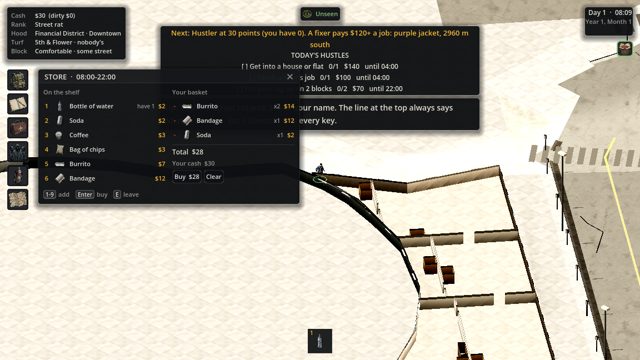 Cash $30 (dirty $0)
Rank Street rat
Hood Financial District · Downtown
Turf 5th & Flower · nobody's
Block Comfortable · some street
Unseen
Day 1 · 08:09
Year 1, Month 1
Next: Hustler at 30 points (you have 0). A fixer pays $120+ a job: purple jacket, 2960 m
south
TODAY'S HUSTLES
[ ] Get into a house or flat 0/1 $140 until 04:00
job 0/1 $100 until 04:00
n 2 blocks 0/2 $70 until 22:00
your name. The line at the top always says
every key.
STORE · 08:00-22:00
On the shelf
1 Bottle of water have 1 $2
2 Soda $2
3 Coffee $3
4 Bag of chips $3
5 Burrito $7
6 Bandage $12
1-9 add Enter buy E leave
Your basket
- Burrito x2 $14
- Bandage x1 $12
- Soda x1 $2
Total $28
Your cash $30
Buy $28 Clear
1